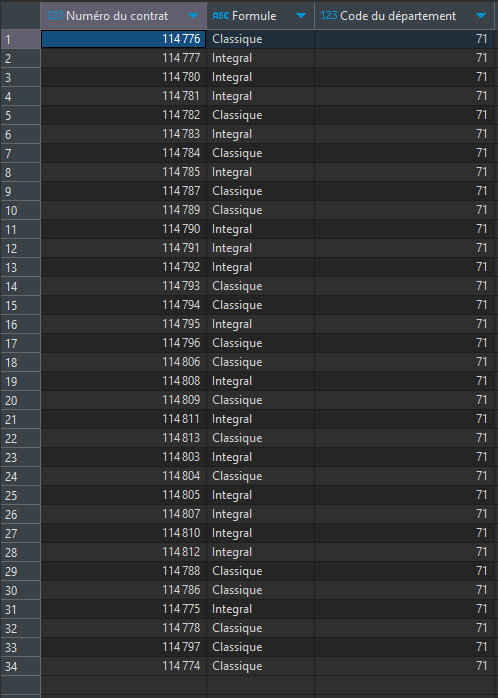 123 Numéro du contrat ABC Formule 123 Code du département
1 114 776 Classique 71
2 114 777 Integral 71
3 114 780 Integral 71
4 114 781 Integral 71
5 114 782 Classique 71
6 114 783 Integral 71
7 114 784 Classique 71
8 114 785 Integral 71
9 114 787 Classique 71
10 114 789 Classique 71
11 114 790 Integral 71
12 114 791 Integral 71
13 114 792 Integral 71
14 114 793 Classique 71
15 114 794 Classique 71
16 114 795 Integral 71
17 114 796 Classique 71
18 114 806 Classique 71
19 114 808 Integral 71
20 114 809 Classique 71
21 114 811 Integral 71
22 114 813 Classique 71
23 114 803 Integral 71
24 114 804 Classique 71
25 114 805 Integral 71
26 114 807 Integral 71
27 114 810 Integral 71
28 114 812 Integral 71
29 114 788 Classique 71
30 114 786 Classique 71
31 114 775 Integral 71
32 114 778 Classique 71
33 114 797 Classique 71
34 114 774 Classique 71